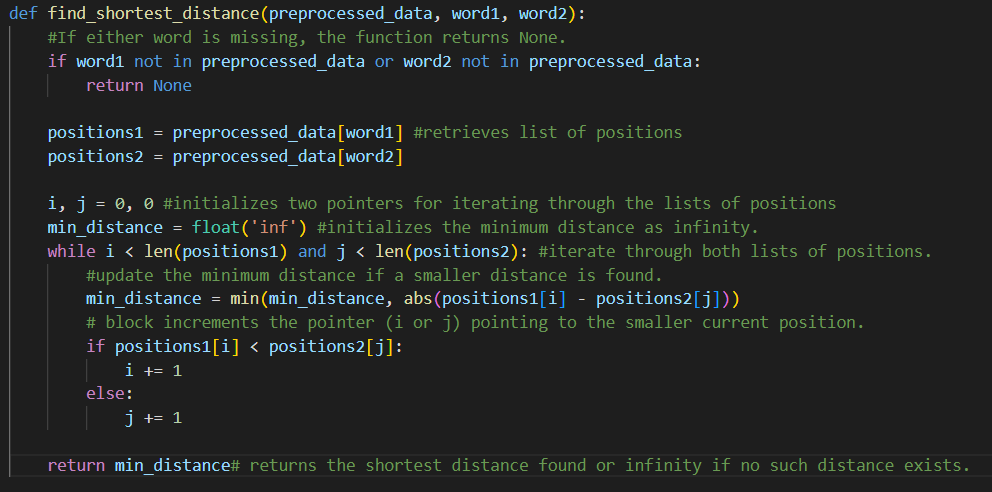 def find_shortest_distance(preprocessed_data, word1, word2):
    #If either word is missing, the function returns None.
    if word1 not in preprocessed_data or word2 not in preprocessed_data:
        return None

    positions1 = preprocessed_data[word1] #retrieves list of positions
    positions2 = preprocessed_data[word2]

    i, j = 0, 0 #initializes two pointers for iterating through the lists of positions
    min_distance = float('inf') #initializes the minimum distance as infinity.
    while i < len(positions1) and j < len(positions2): #iterate through both lists of positions.
        #update the minimum distance if a smaller distance is found.
        min_distance = min(min_distance, abs(positions1[i] - positions2[j]))
        # block increments the pointer (i or j) pointing to the smaller current position.
        if positions1[i] < positions2[j]:
            i += 1
        else:
            j += 1

    return min_distance# returns the shortest distance found or infinity if no such distance exists.